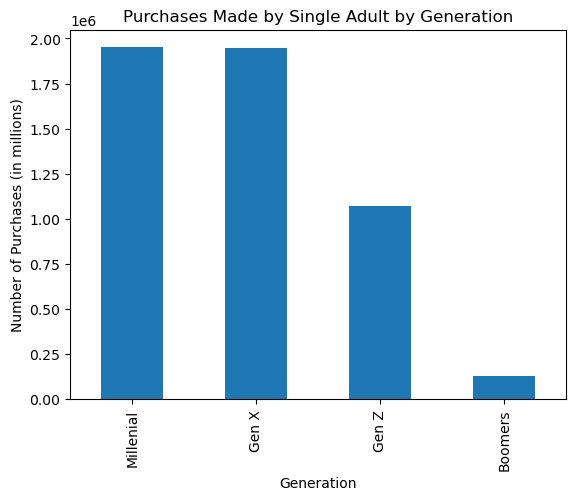 Purchases Made by Single Adult by Generation
1e6
2.00
1.75
1.50
1.25
1.00
0.75
0.50
0.25
0.00
Number of Purchases (in millions)
Millenial
Gen X
Gen Z
Boomers
Generation